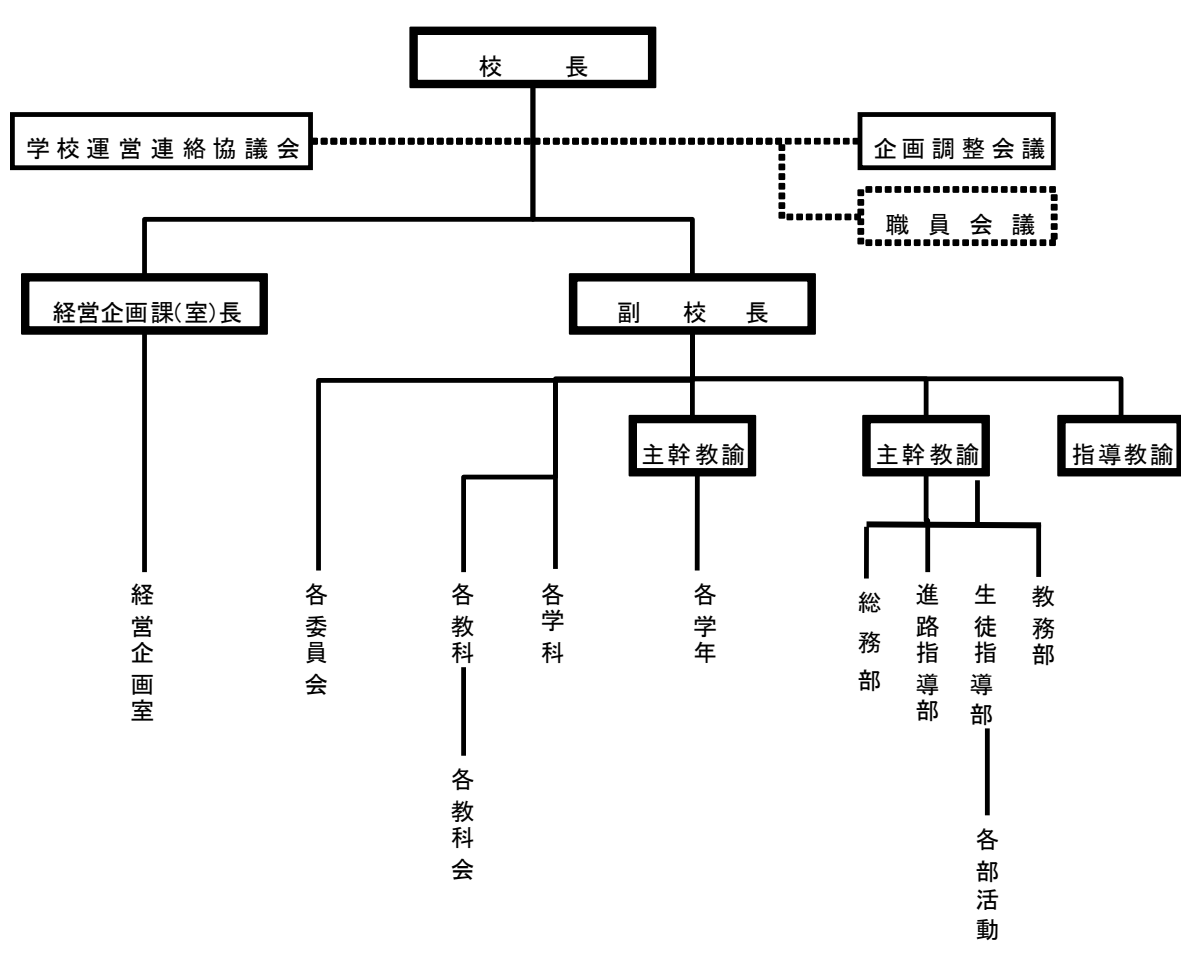 校長
学校運営連絡協議会
企画調整会議
職員会議
経営企画課(室)長
副校長
主幹教諭
主幹教諭
指導教諭
経営企画室
各委員会
各教科
各学科
各学年
総務部
進路指導部
生徒指導部
教務部
各教科会
各部活動